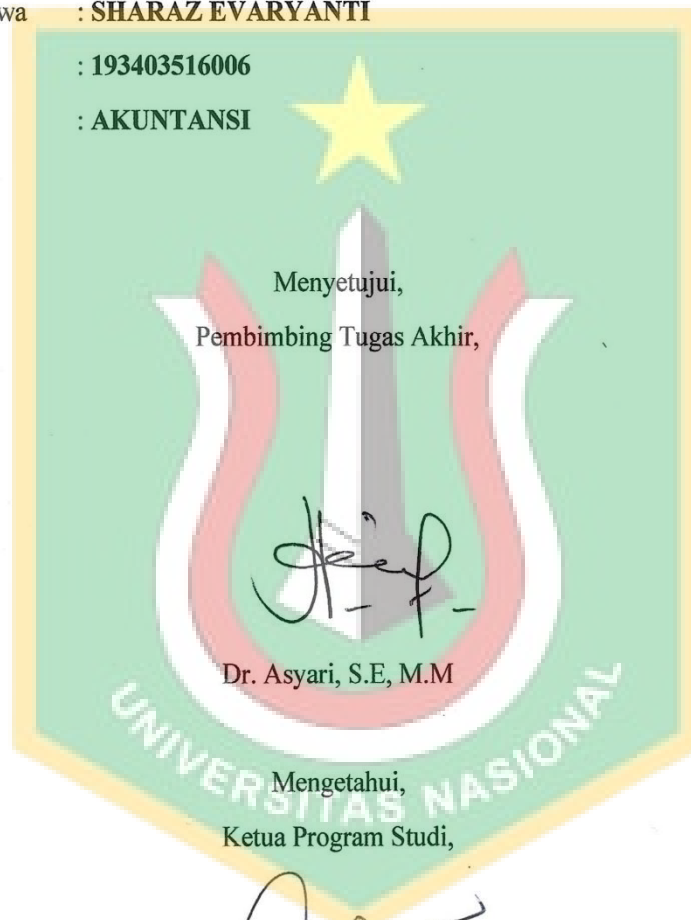 wa : SHARAZ EVARYANTI
: 193403516006
: AKUNTANSI
Menyetujui,
Pembimbing Tugas Akhir,
Dr. Asyari, S.E, M.M
UNIVERSITAS NASIONAL
Mengetahui,
Ketua Program Studi,